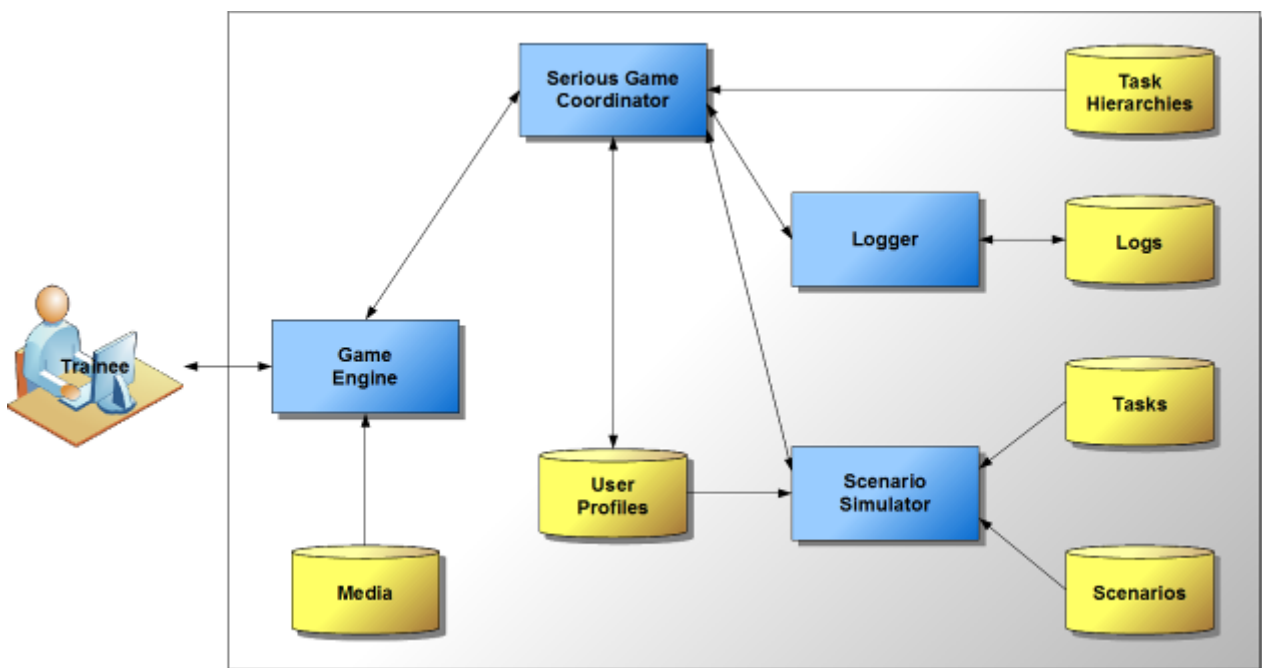 Serious Game
Coordinator
Task
Hierarchies
Logger
Logs
Trainee
Game
Engine
Tasks
User
Profiles
Scenario
Simulator
Media
Scenarios